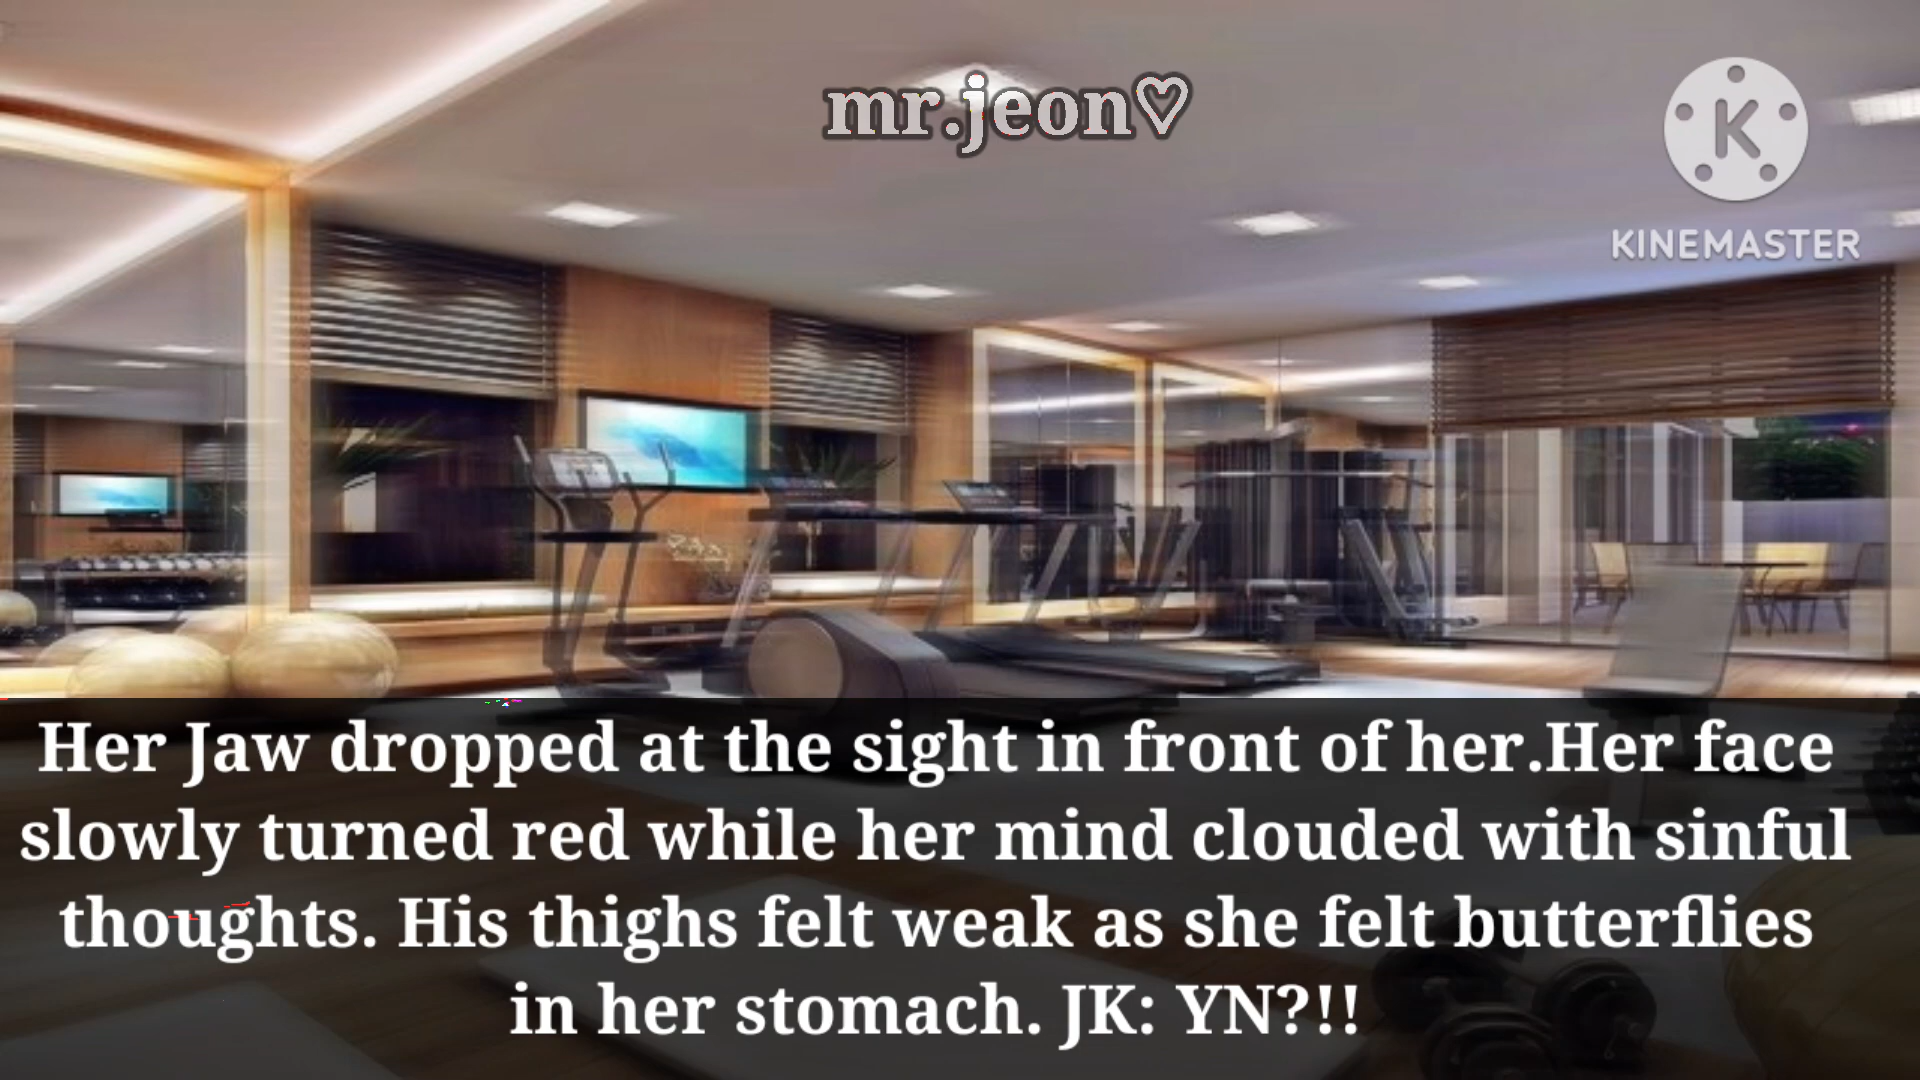 mr.jeon♡
K
KINEMASTER
Her Jaw dropped at the sight in front of her.Her face
slowly turned red while her mind clouded with sinful
thoughts. His thighs felt weak as she felt butterflies
in her stomach. JK: YN?!!